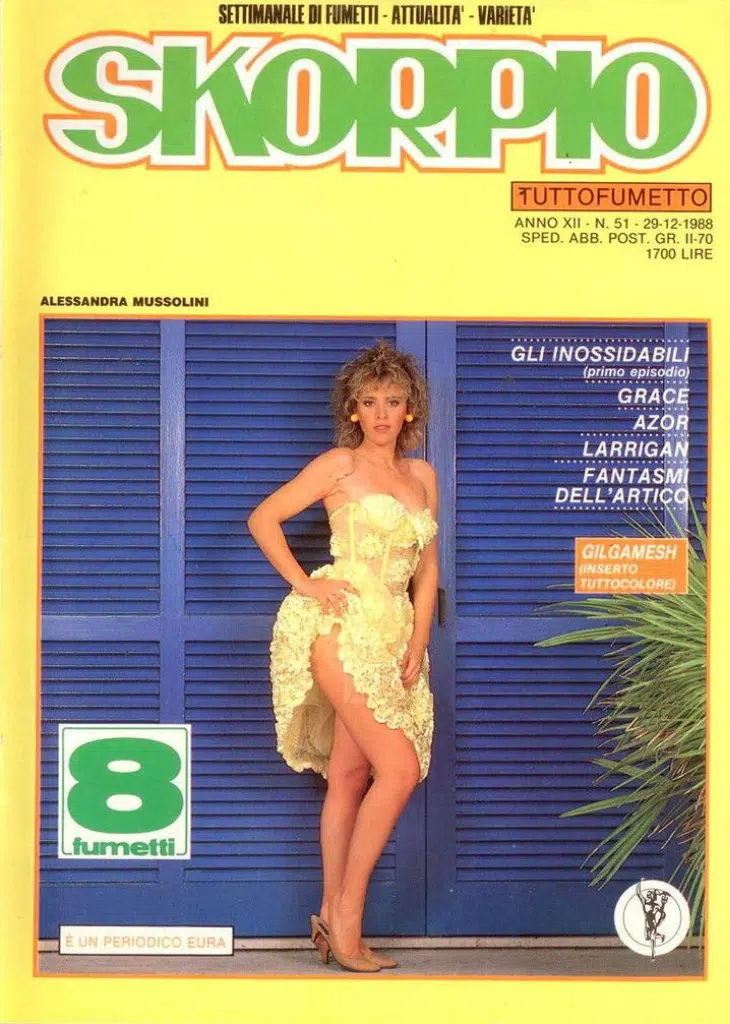 SETTIMANALE DI FUMETTI - ATTUALITA' - VARIETA'
SKORPIO
TUTTOFUMETTO
ANNO XII - N. 51 - 29-12-1988
SPED. ABB. POST. GR. II-70
1700 LIRE
ALESSANDRA MUSSOLINI
GLI INOSSIDABILI
(primo episodio)
GRACE
AZOR
LARRIGAN
FANTASMI
DELL'ARTICO
GILGAMESH
(INSERTO
TUTTOCOLORE)
8
fumetti
È UN PERIODICO EURA